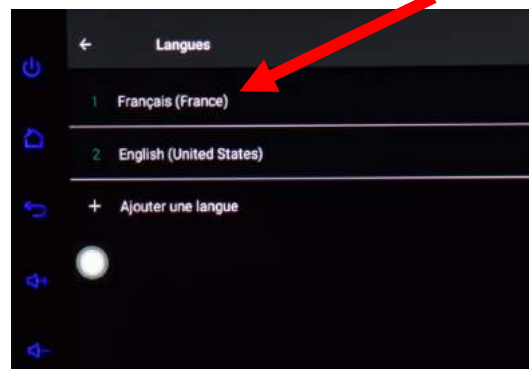 Langues
1 Français (France)
2 English (United States)
+ Ajouter une langue